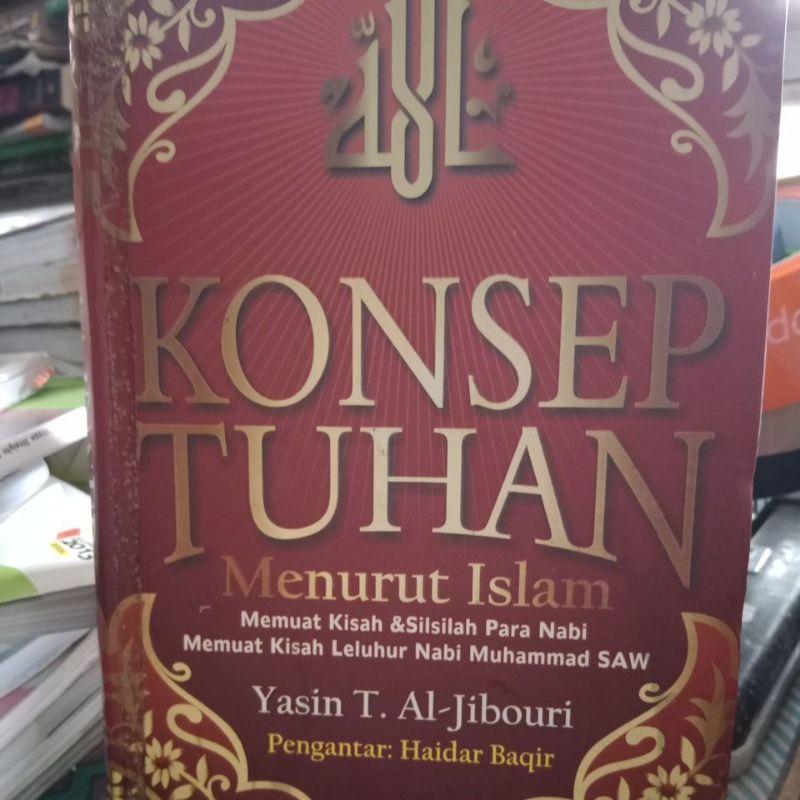 KONSEP
TUHAN
Menurut Islam
Memuat Kisah &Silsilah Para Nabi
Memuat Kisah Leluhur Nabi Muhammad SAW
Yasin T. Al-Jibouri
Pengantar: Haidar Baqir
2013